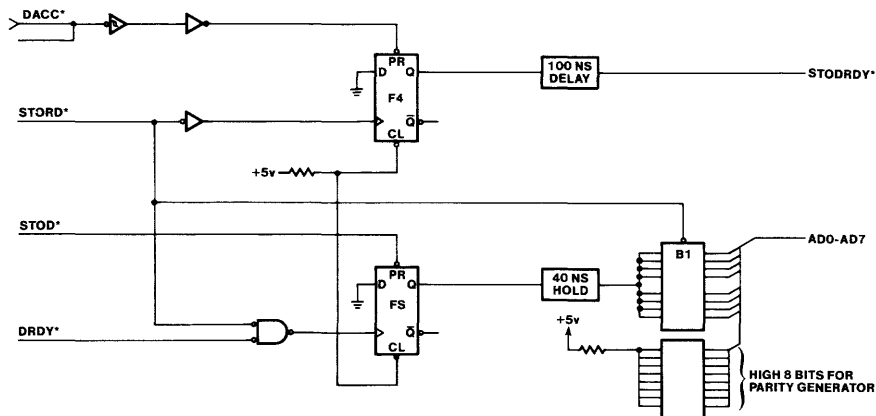 DACC*
PR
D Q
F4
Q
CL
100 NS
DELAY
STODRDY*
STORD*
+5v
STOD*
PR
D Q
FS
Q
CL
40 NS
HOLD
B1
AD0-AD7
DRDY*
+5v
HIGH 8 BITS FOR
PARITY GENERATOR